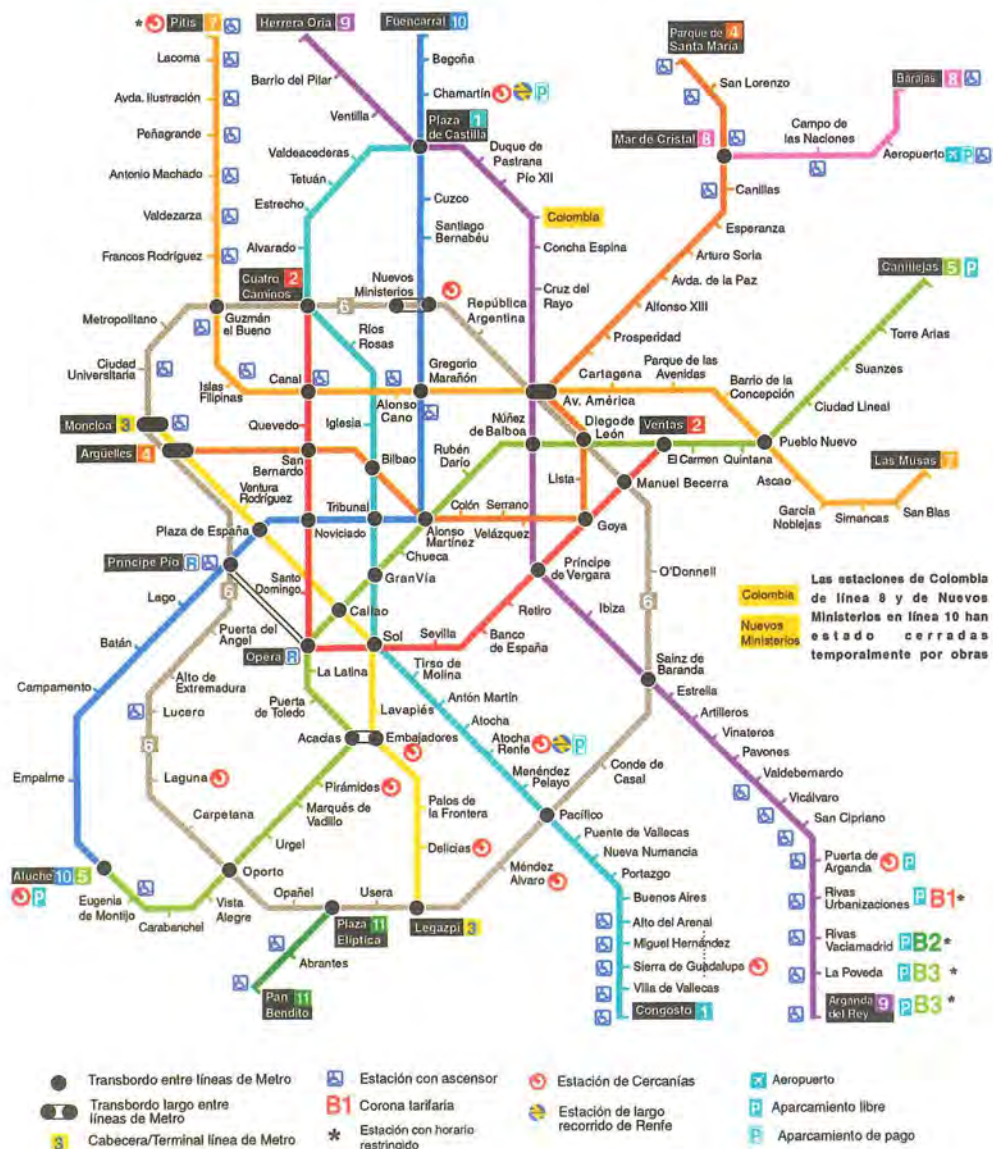 * Pitis 7
Herrera Oria 9
Fuencarral 10
Parque de 4
Santa María
Lacoma
Begoña
San Lorenzo
Barajas 8
Barrio del Pilar
Avda. Ilustración
Chamartín P
Ventilla
Plaza 1
de Castilla
Campo de
las Naciones
Peñagrande
Duque de
Pastrana
Mar de Cristal 8
Aeropuerto P
Valdeacederas
Pío XII
Antonio Machado
Tetuán
Canillas
Cuzco
Valdezarza
Estrecho
Colombia
Esperanza
Santiago
Bernabéu
Concha Espina
Francos Rodríguez
Alvarado
Arturo Soria
Canillejas 5 P
Cuatro 2
Caminos
Nuevos
Ministerios
Avda. de la Paz
Cruz del
Rayo
6
República
Argentina
Alfonso XIII
Metropolitano
Guzmán
el Bueno
Torre Arias
Ríos
Rosas
Prosperidad
Ciudad
Universitaria
Gregorio
Marañón
Parque de las
Avenidas
Suanzes
Islas
Filipinas
Canal
Cartagena
Barrio de la
Concepción
Alonso
Cano
Av. América
Ciudad Lineal
Moncloa 3
Quevedo
Iglesia
Núñez
de Balboa
Diego de
León
Ventas 2
Pueblo Nuevo
Argüelles 4
San
Bernardo
Bilbao
Rubén
Darío
El Carmen
Quintana
Las Musas 7
Ventura
Rodríguez
Lista
Manuel Becerra
Ascao
Tribunal
Colón
Serrano
García
Noblejas
Simancas
San Blas
Plaza de España
Noviciado
Alonso
Martínez
Velázquez
Goya
Chueca
Príncipe Pío R
Santo
Domingo
Gran Vía
Príncipe
de Vergara
O'Donnell
Las estaciones de Colombia
de línea 8 y de Nuevos
Ministerios en línea 10 han
estado cerradas
temporalmente por obras
Colombia
Nuevos
Ministerios
6
6
Lago
Callao
Retiro
Ibiza
Puerta del
Angel
Batán
Opera R
Sol
Sevilla
Banco
de España
La Latina
Tirso de
Molina
Sainz de
Baranda
Campamento
Alto de
Extremadura
Puerta
de Toledo
Antón Martín
Estrella
Lucero
Lavapiés
Atocha
Artilleros
6
Acacias
Embajadores
Atocha
Renfe P
Vinateros
Pavones
Empalme
Laguna
Pirámides
Menéndez
Pelayo
Conde de
Casal
Valdebernardo
Marqués de
Vadillo
Palos de
la Frontera
Vicálvaro
Carpetana
Pacífico
San Cipriano
Urgel
Puente de Vallecas
Delicias
Nueva Numancia
Puerta de
Arganda P
Aluche 10 5
P
Oporto
Méndez
Alvaro
Portazgo
Eugenia
de Montijo
Opañel
Usera
Buenos Aires
Rivas
Urbanizaciones P B1*
Vista
Alegre
Carabanchel
Plaza 11
Elíptica
Legazpi 3
Alto del Arenal
Miguel Hernández
Rivas
Vaciamadrid P B2*
Abrantes
Sierra de Guadalupe
La Poveda P B3 *
Pan 11
Bendito
Villa de Vallecas
Congosto 1
Arganda 9
del Rey P B3 *
Transbordo entre líneas de Metro
Estación con ascensor
Estación de Cercanías
Aeropuerto
Transbordo largo entre
líneas de Metro
B1 Corona tarifaria
Estación de largo
recorrido de Renfe
P Aparcamiento libre
3 Cabecera/Terminal línea de Metro
* Estación con horario
restringido
P Aparcamiento de pago